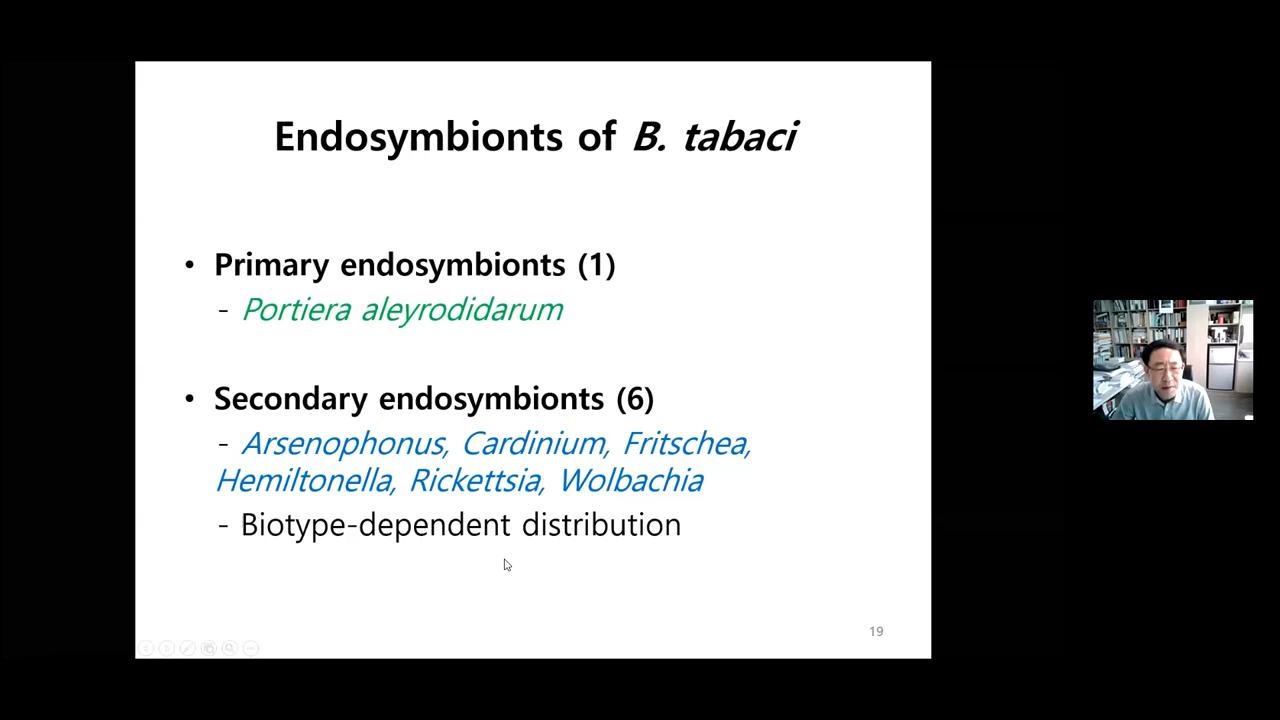 Endosymbionts of B. tabaci
• Primary endosymbionts (1)
- Portiera aleyrodidarum
• Secondary endosymbionts (6)
- Arsenophonus, Cardinium, Fritschea,
Hemiltonella, Rickettsia, Wolbachia
- Biotype-dependent distribution
19